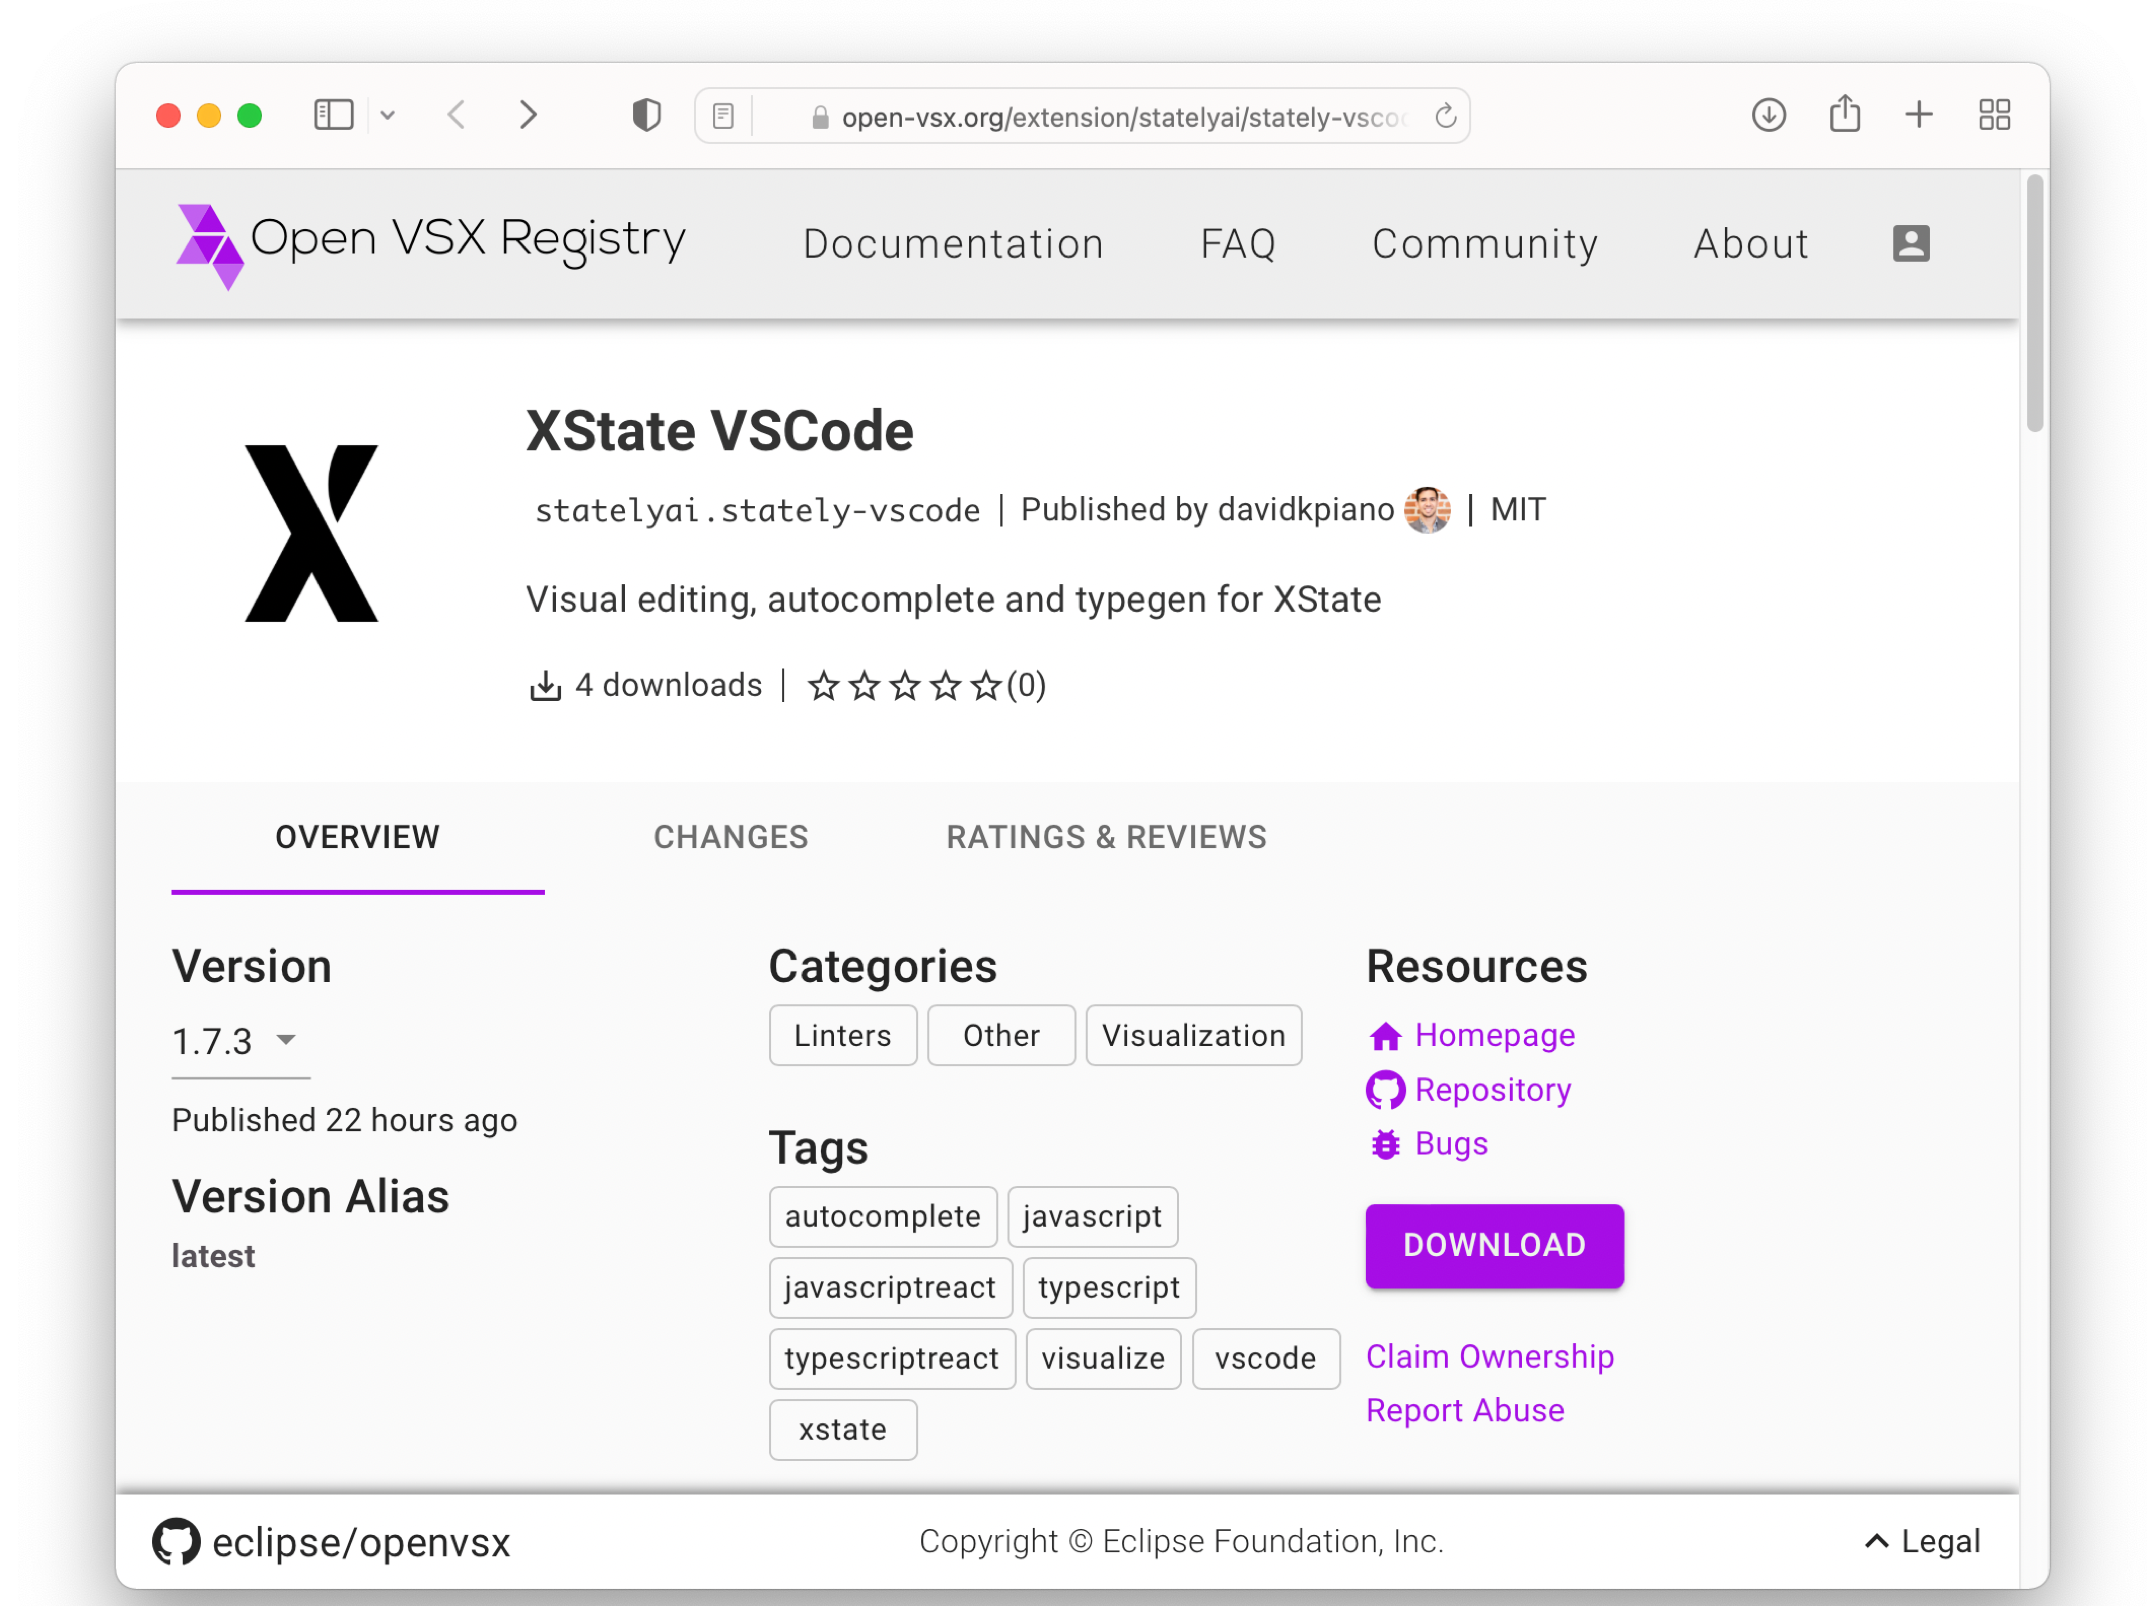 open-vsx.org/extension/statelyai/stately-vsco
Open VSX Registry
Documentation
FAQ
Community
About
XState VSCode
statelyai.stately-vscode | Published by davidkpiano | MIT
Visual editing, autocomplete and typegen for XState
4 downloads | (0)
OVERVIEW
CHANGES
RATINGS & REVIEWS
Version
1.7.3
Published 22 hours ago
Version Alias
latest
Categories
Linters
Other
Visualization
Tags
autocomplete
javascript
javascriptreact
typescript
typescriptreact
visualize
vscode
xstate
Resources
Homepage
Repository
Bugs
DOWNLOAD
Claim Ownership
Report Abuse
eclipse/openvsx
Copyright © Eclipse Foundation, Inc.
Legal